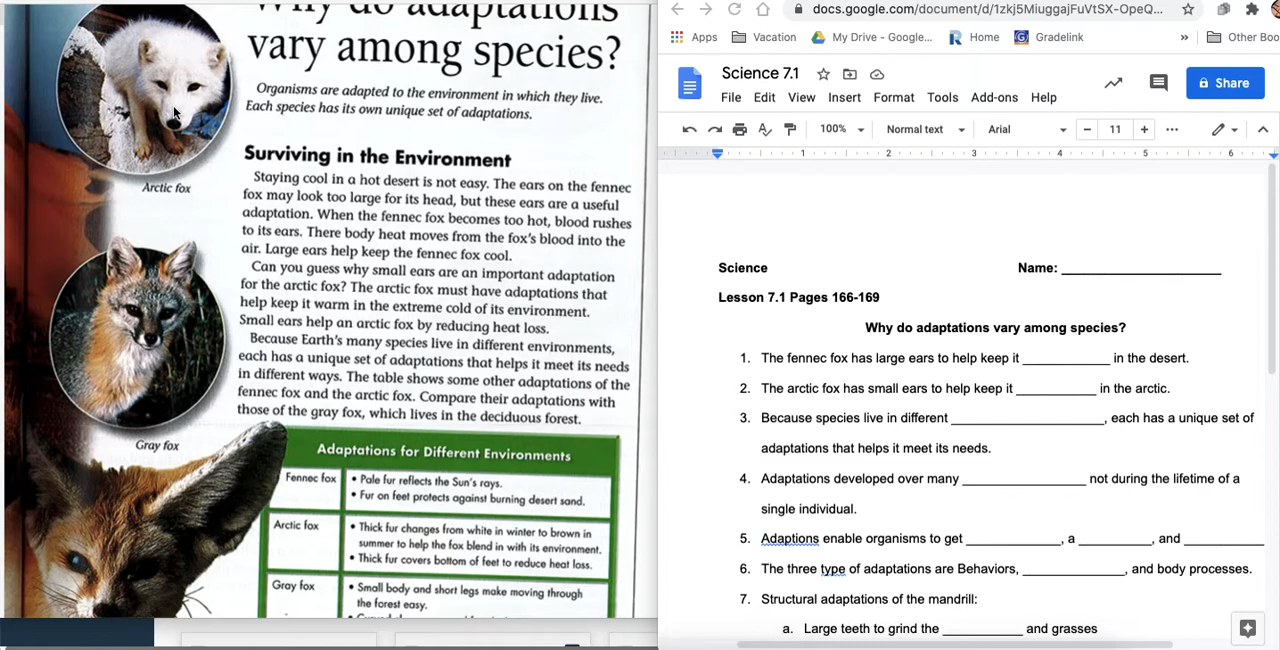 Why do adaptations
vary among species?
Organisms are adapted to the environment in which they live.
Each species has its own unique set of adaptations.
Arctic fox
Surviving in the Environment
Staying cool in a hot desert is not easy. The ears on the fennec
fox may look too large for its head, but these ears are a useful
adaptation. When the fennec fox becomes too hot, blood rushes
to its ears. There body heat moves from the fox's blood into the
air. Large ears help keep the fennec fox cool.
Can you guess why small ears are an important adaptation
for the arctic fox? The arctic fox must have adaptations that
help keep it warm in the extreme cold of its environment.
Small ears help an arctic fox by reducing heat loss.
Because Earth's many species live in different environments,
each has a unique set of adaptations that helps it meet its needs
in different ways. The table shows some other adaptations of the
fennec fox and the arctic fox. Compare their adaptations with
those of the gray fox, which lives in the deciduous forest.
Gray fox
Adaptations for Different Environments
Fennec fox
• Pale fur reflects the Sun's rays.
• Fur on feet protects against burning desert sand.
Arctic fox
• Thick fur changes from white in winter to brown in
summer to help the fox blend in with its environment.
• Thick fur covers bottom of feet to reduce heat loss.
Gray fox
• Small body and short legs make moving through
the forest easy.
docs.google.com/document/d/1zkj5MiuggajFuVtSX-OpeQ...
Apps Vacation My Drive - Google... Home Gradelink » Other Boo
Science 7.1
File Edit View Insert Format Tools Add-ons Help
Share
100% Normal text Arial − 11 +
1 2 3 4 5 6
Science Name: ____________________
Lesson 7.1 Pages 166-169
Why do adaptations vary among species?
1. The fennec fox has large ears to help keep it ___________ in the desert.
2. The arctic fox has small ears to help keep it __________ in the arctic.
3. Because species live in different ___________________, each has a unique set of
adaptations that helps it meet its needs.
4. Adaptations developed over many ________________ not during the lifetime of a
single individual.
5. Adaptions enable organisms to get ____________, a _________, and __________
6. The three type of adaptations are Behaviors, _____________, and body processes.
7. Structural adaptations of the mandrill:
a. Large teeth to grind the __________ and grasses